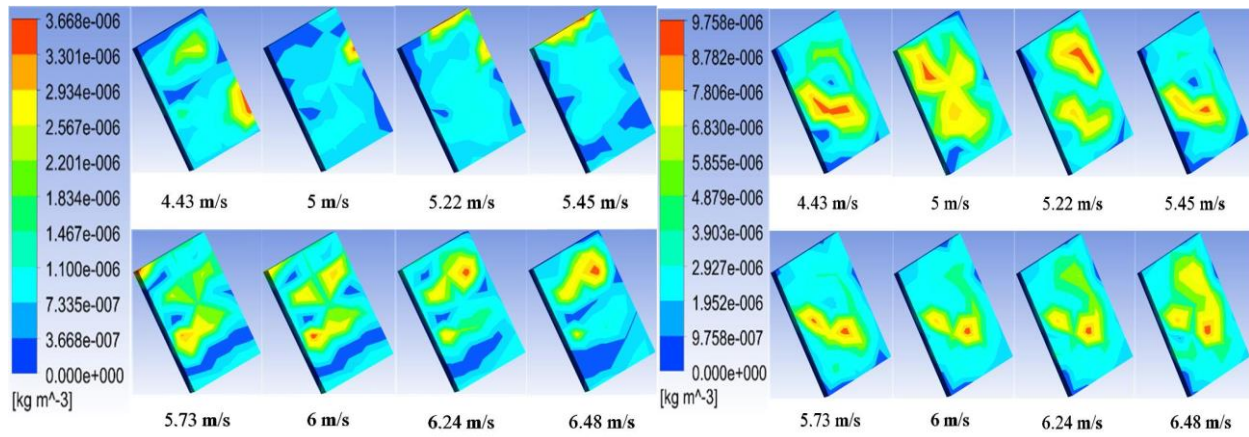 3.668e-006
3.301e-006
2.934e-006
2.567e-006
2.201e-006
1.834e-006
1.467e-006
1.100e-006
7.335e-007
3.668e-007
0.000e+000
[kg m^-3]
4.43 m/s 5 m/s 5.22 m/s 5.45 m/s
5.73 m/s 6 m/s 6.24 m/s 6.48 m/s
9.758e-006
8.782e-006
7.806e-006
6.830e-006
5.855e-006
4.879e-006
3.903e-006
2.927e-006
1.952e-006
9.758e-007
0.000e+000
[kg m^-3]
4.43 m/s 5 m/s 5.22 m/s 5.45 m/s
5.73 m/s 6 m/s 6.24 m/s 6.48 m/s